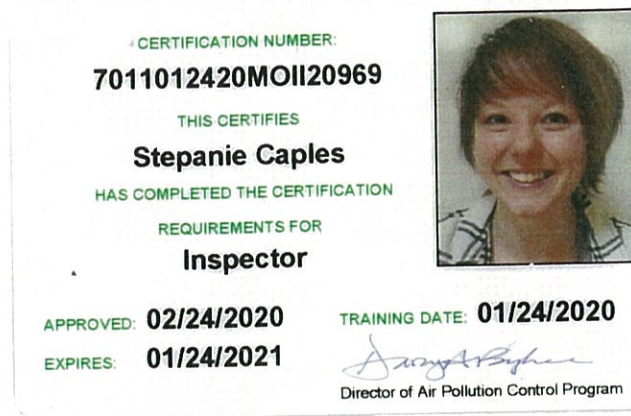 CERTIFICATION NUMBER:
7011012420MOII20969
THIS CERTIFIES
Stepanie Caples
HAS COMPLETED THE CERTIFICATION
REQUIREMENTS FOR
Inspector
APPROVED: 02/24/2020
TRAINING DATE: 01/24/2020
EXPIRES: 01/24/2021
Director of Air Pollution Control Program